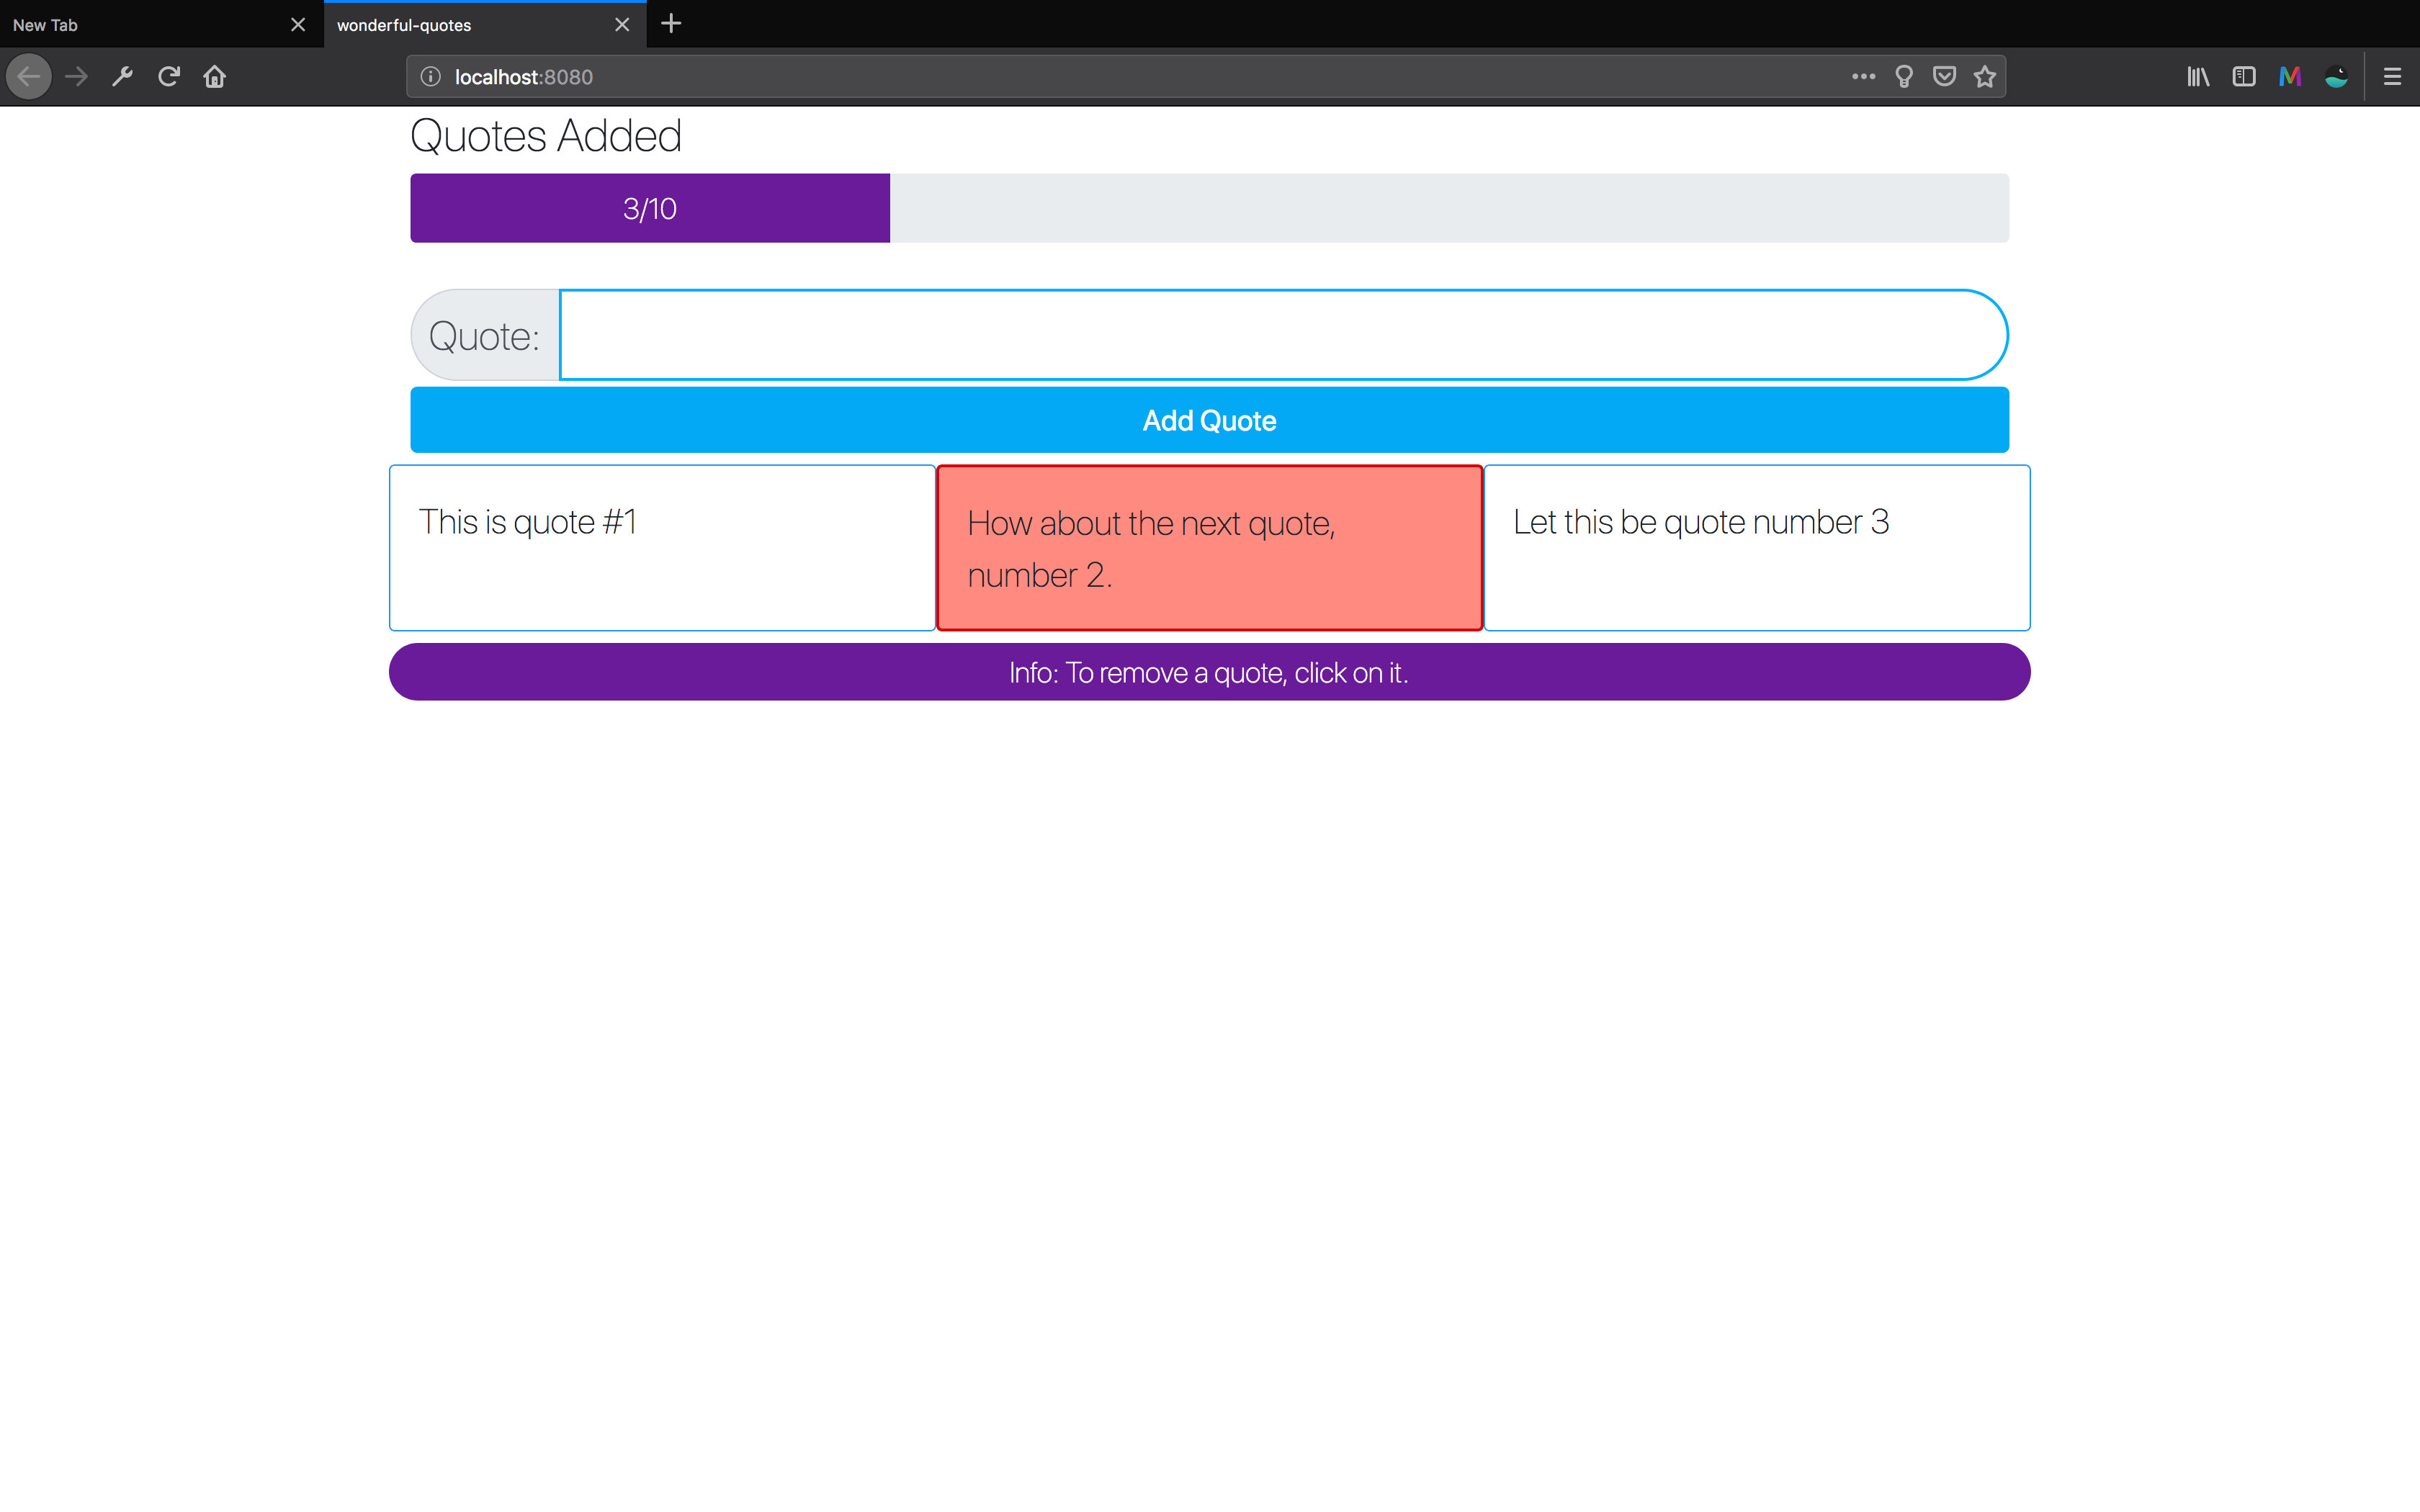 New Tab
wonderful-quotes
localhost:8080
Quotes Added
3/10
Quote:
Add Quote
This is quote #1
How about the next quote,
number 2.
Let this be quote number 3
Info: To remove a quote, click on it.